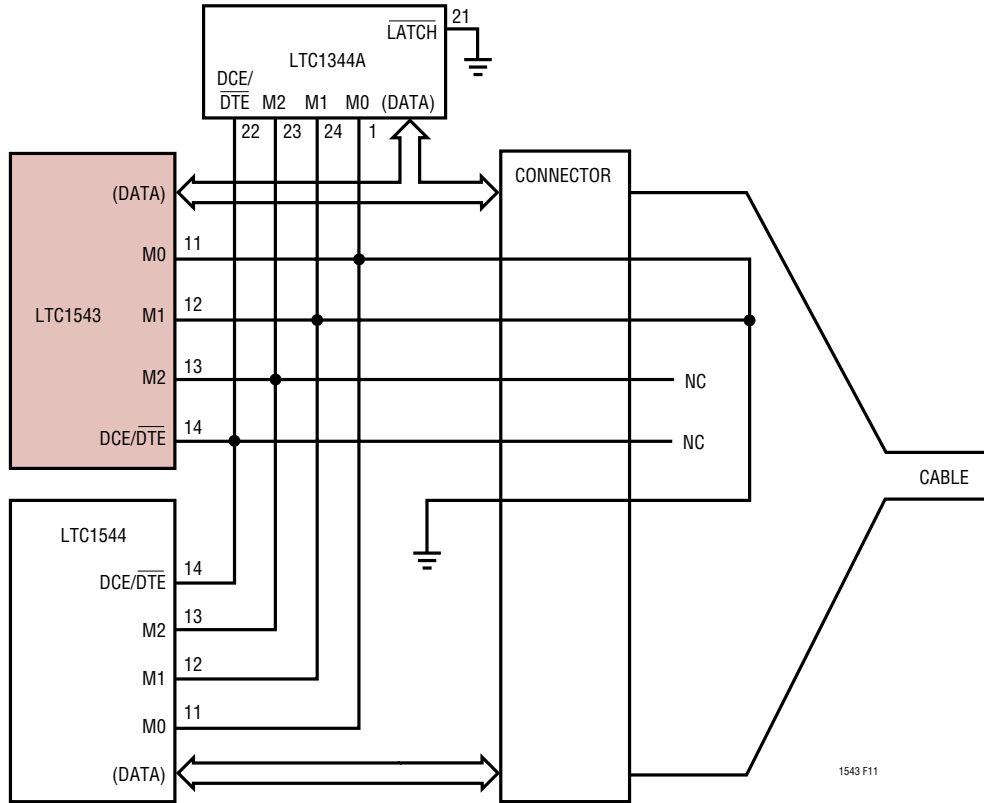 21
LATCH
LTC1344A
DCE/
DTE M2 M1 M0 (DATA)
22 23 24 1
CONNECTOR
(DATA)
M0 11
LTC1543 M1 12
M2 13
NC
DCE/DTE 14
NC
CABLE
LTC1544
DCE/DTE 14
M2 13
M1 12
M0 11
(DATA)
1543 F11